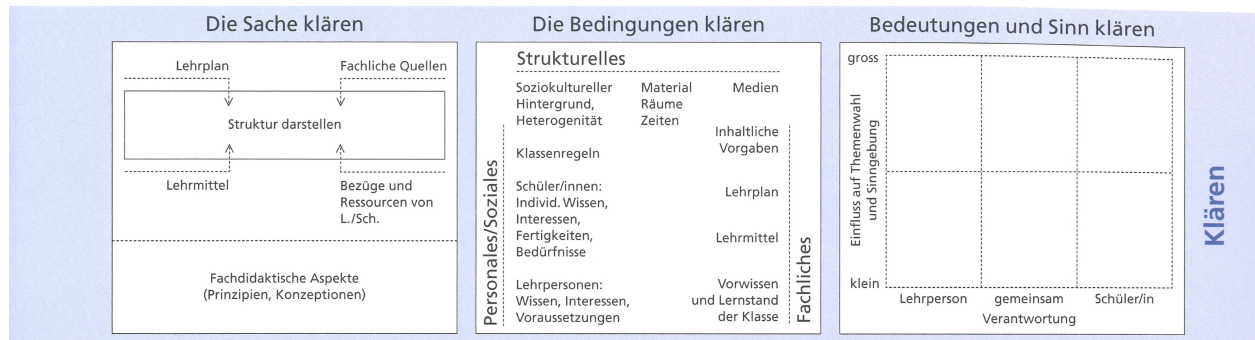 Die Sache klären
Lehrplan
Fachliche Quellen
Struktur darstellen
Lehrmittel
Bezüge und
Ressourcen von
L./Sch.
Fachdidaktische Aspekte
(Prinzipien, Konzeptionen)
Die Bedingungen klären
Strukturelles
Soziokultureller
Hintergrund,
Heterogenität
Material
Räume
Zeiten
Medien
Personales/Soziales
Klassenregeln
Schüler/innen:
Individ. Wissen,
Interessen,
Fertigkeiten,
Bedürfnisse
Lehrpersonen:
Wissen, Interessen,
Voraussetzungen
Inhaltliche
Vorgaben
Lehrplan
Lehrmittel
Vorwissen
und Lernstand
der Klasse
Fachliches
Bedeutungen und Sinn klären
gross
Einfluss auf Themenwahl
und Sinngebung
klein
Lehrperson
gemeinsam
Schüler/in
Verantwortung
Klären